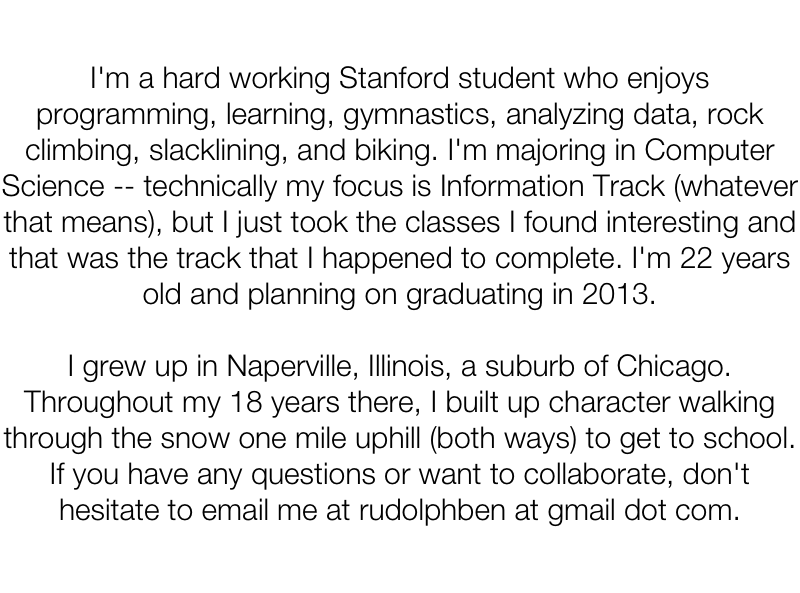 I'm a hard working Stanford student who enjoys
programming, learning, gymnastics, analyzing data, rock
climbing, slacklining, and biking. I'm majoring in Computer
Science -- technically my focus is Information Track (whatever
that means), but I just took the classes I found interesting and
that was the track that I happened to complete. I'm 22 years
old and planning on graduating in 2013.
I grew up in Naperville, Illinois, a suburb of Chicago.
Throughout my 18 years there, I built up character walking
through the snow one mile uphill (both ways) to get to school.
If you have any questions or want to collaborate, don't
hesitate to email me at rudolphben at gmail dot com.